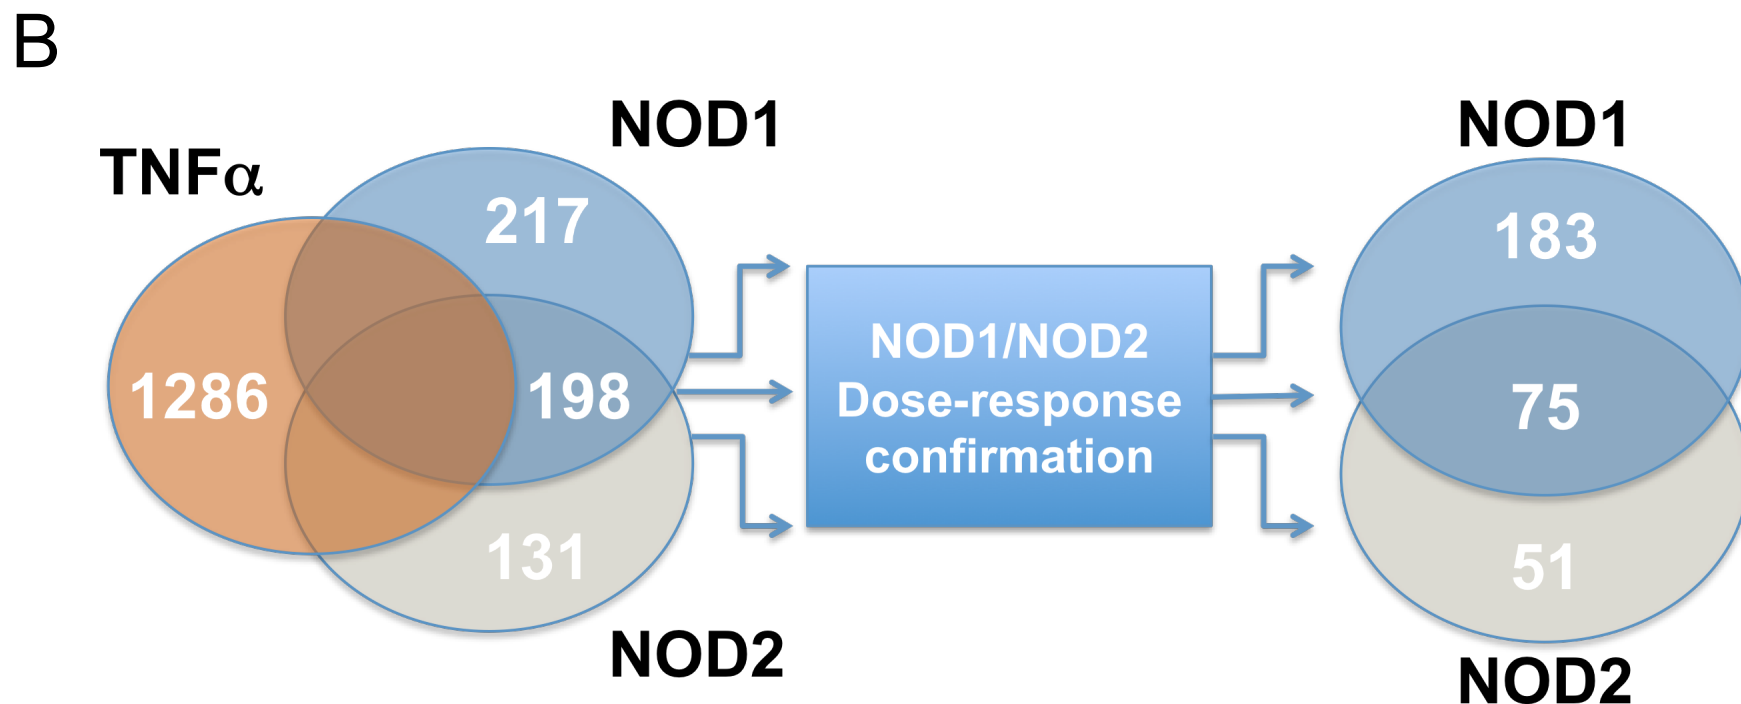 B
NOD1
TNFα
217
1286
198
131
NOD2
NOD1/NOD2
Dose-response
confirmation
NOD1
183
75
51
NOD2